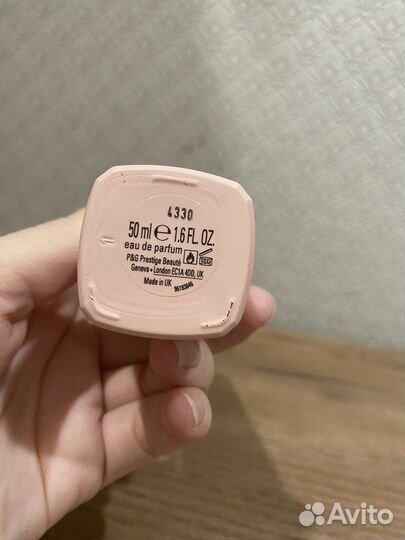 4330
50 ml e 1.6 FL. OZ.
eau de parfum
36M
P&G Prestige Beauté
Geneva • London EC1A 4DD, UK
Made in UK
Avito